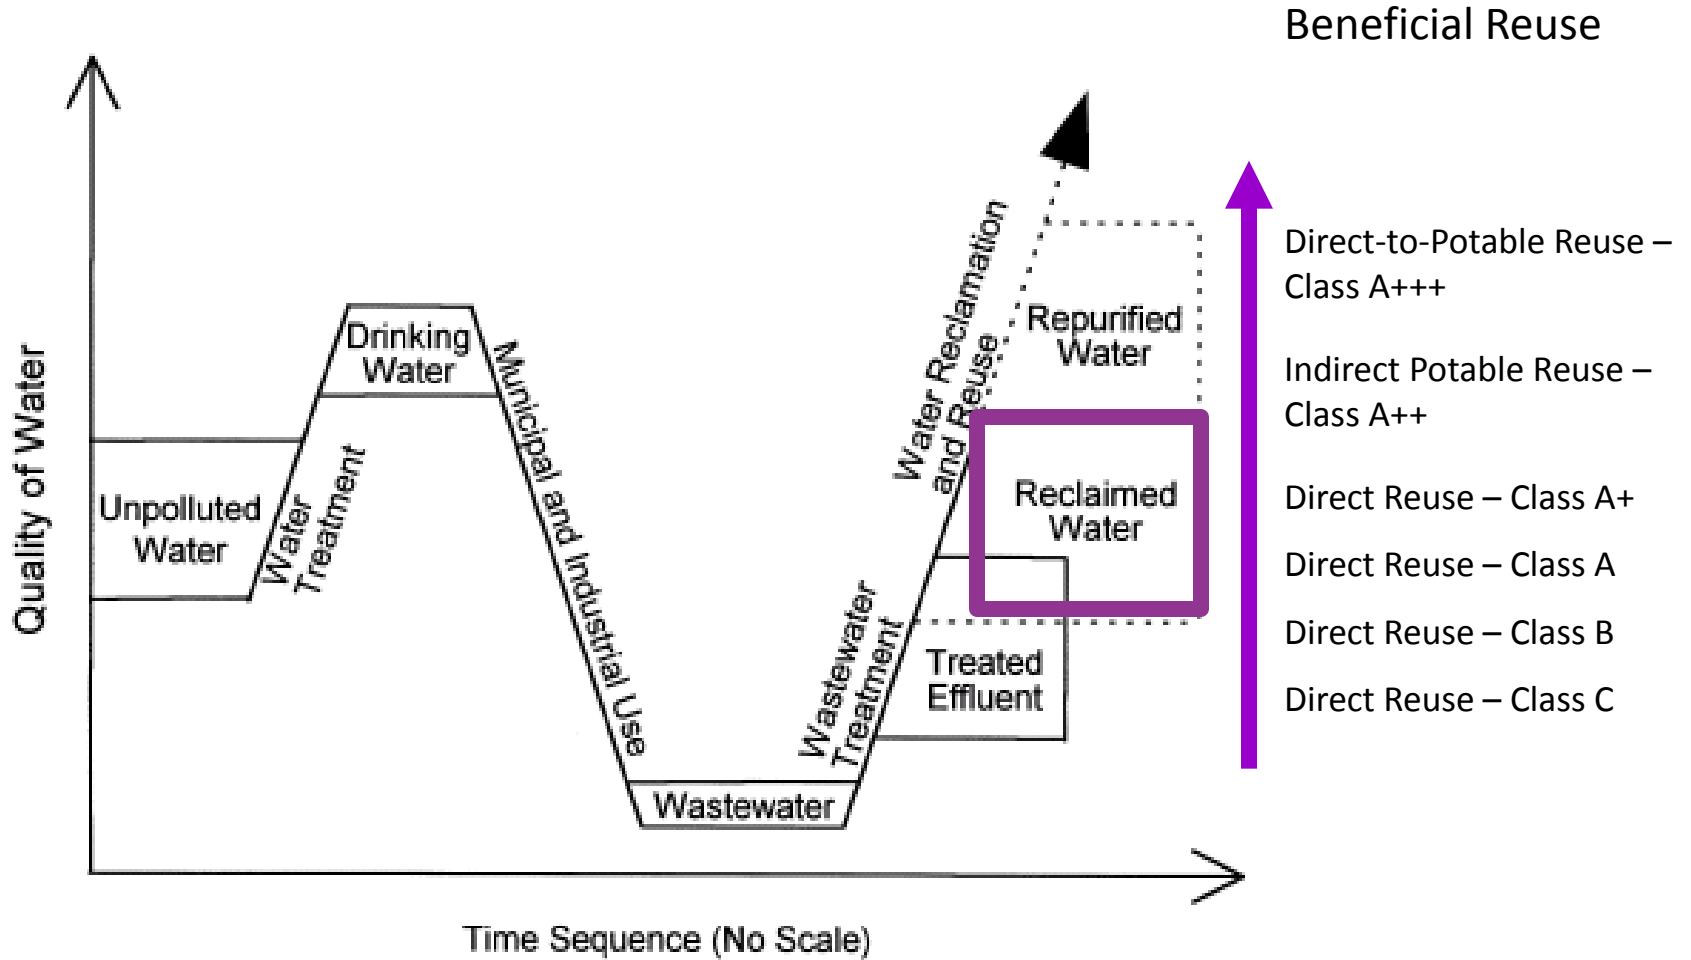 Beneficial Reuse
Quality of Water
Unpolluted
Water
Water
Treatment
Drinking
Water
Municipal and Industrial Use
Wastewater
Wastewater
Treatment
Treated
Effluent
Water Reclamation
and Reuse
Repurified
Water
Reclaimed
Water
Direct-to-Potable Reuse –
Class A+++
Indirect Potable Reuse –
Class A++
Direct Reuse – Class A+
Direct Reuse – Class A
Direct Reuse – Class B
Direct Reuse – Class C
Time Sequence (No Scale)